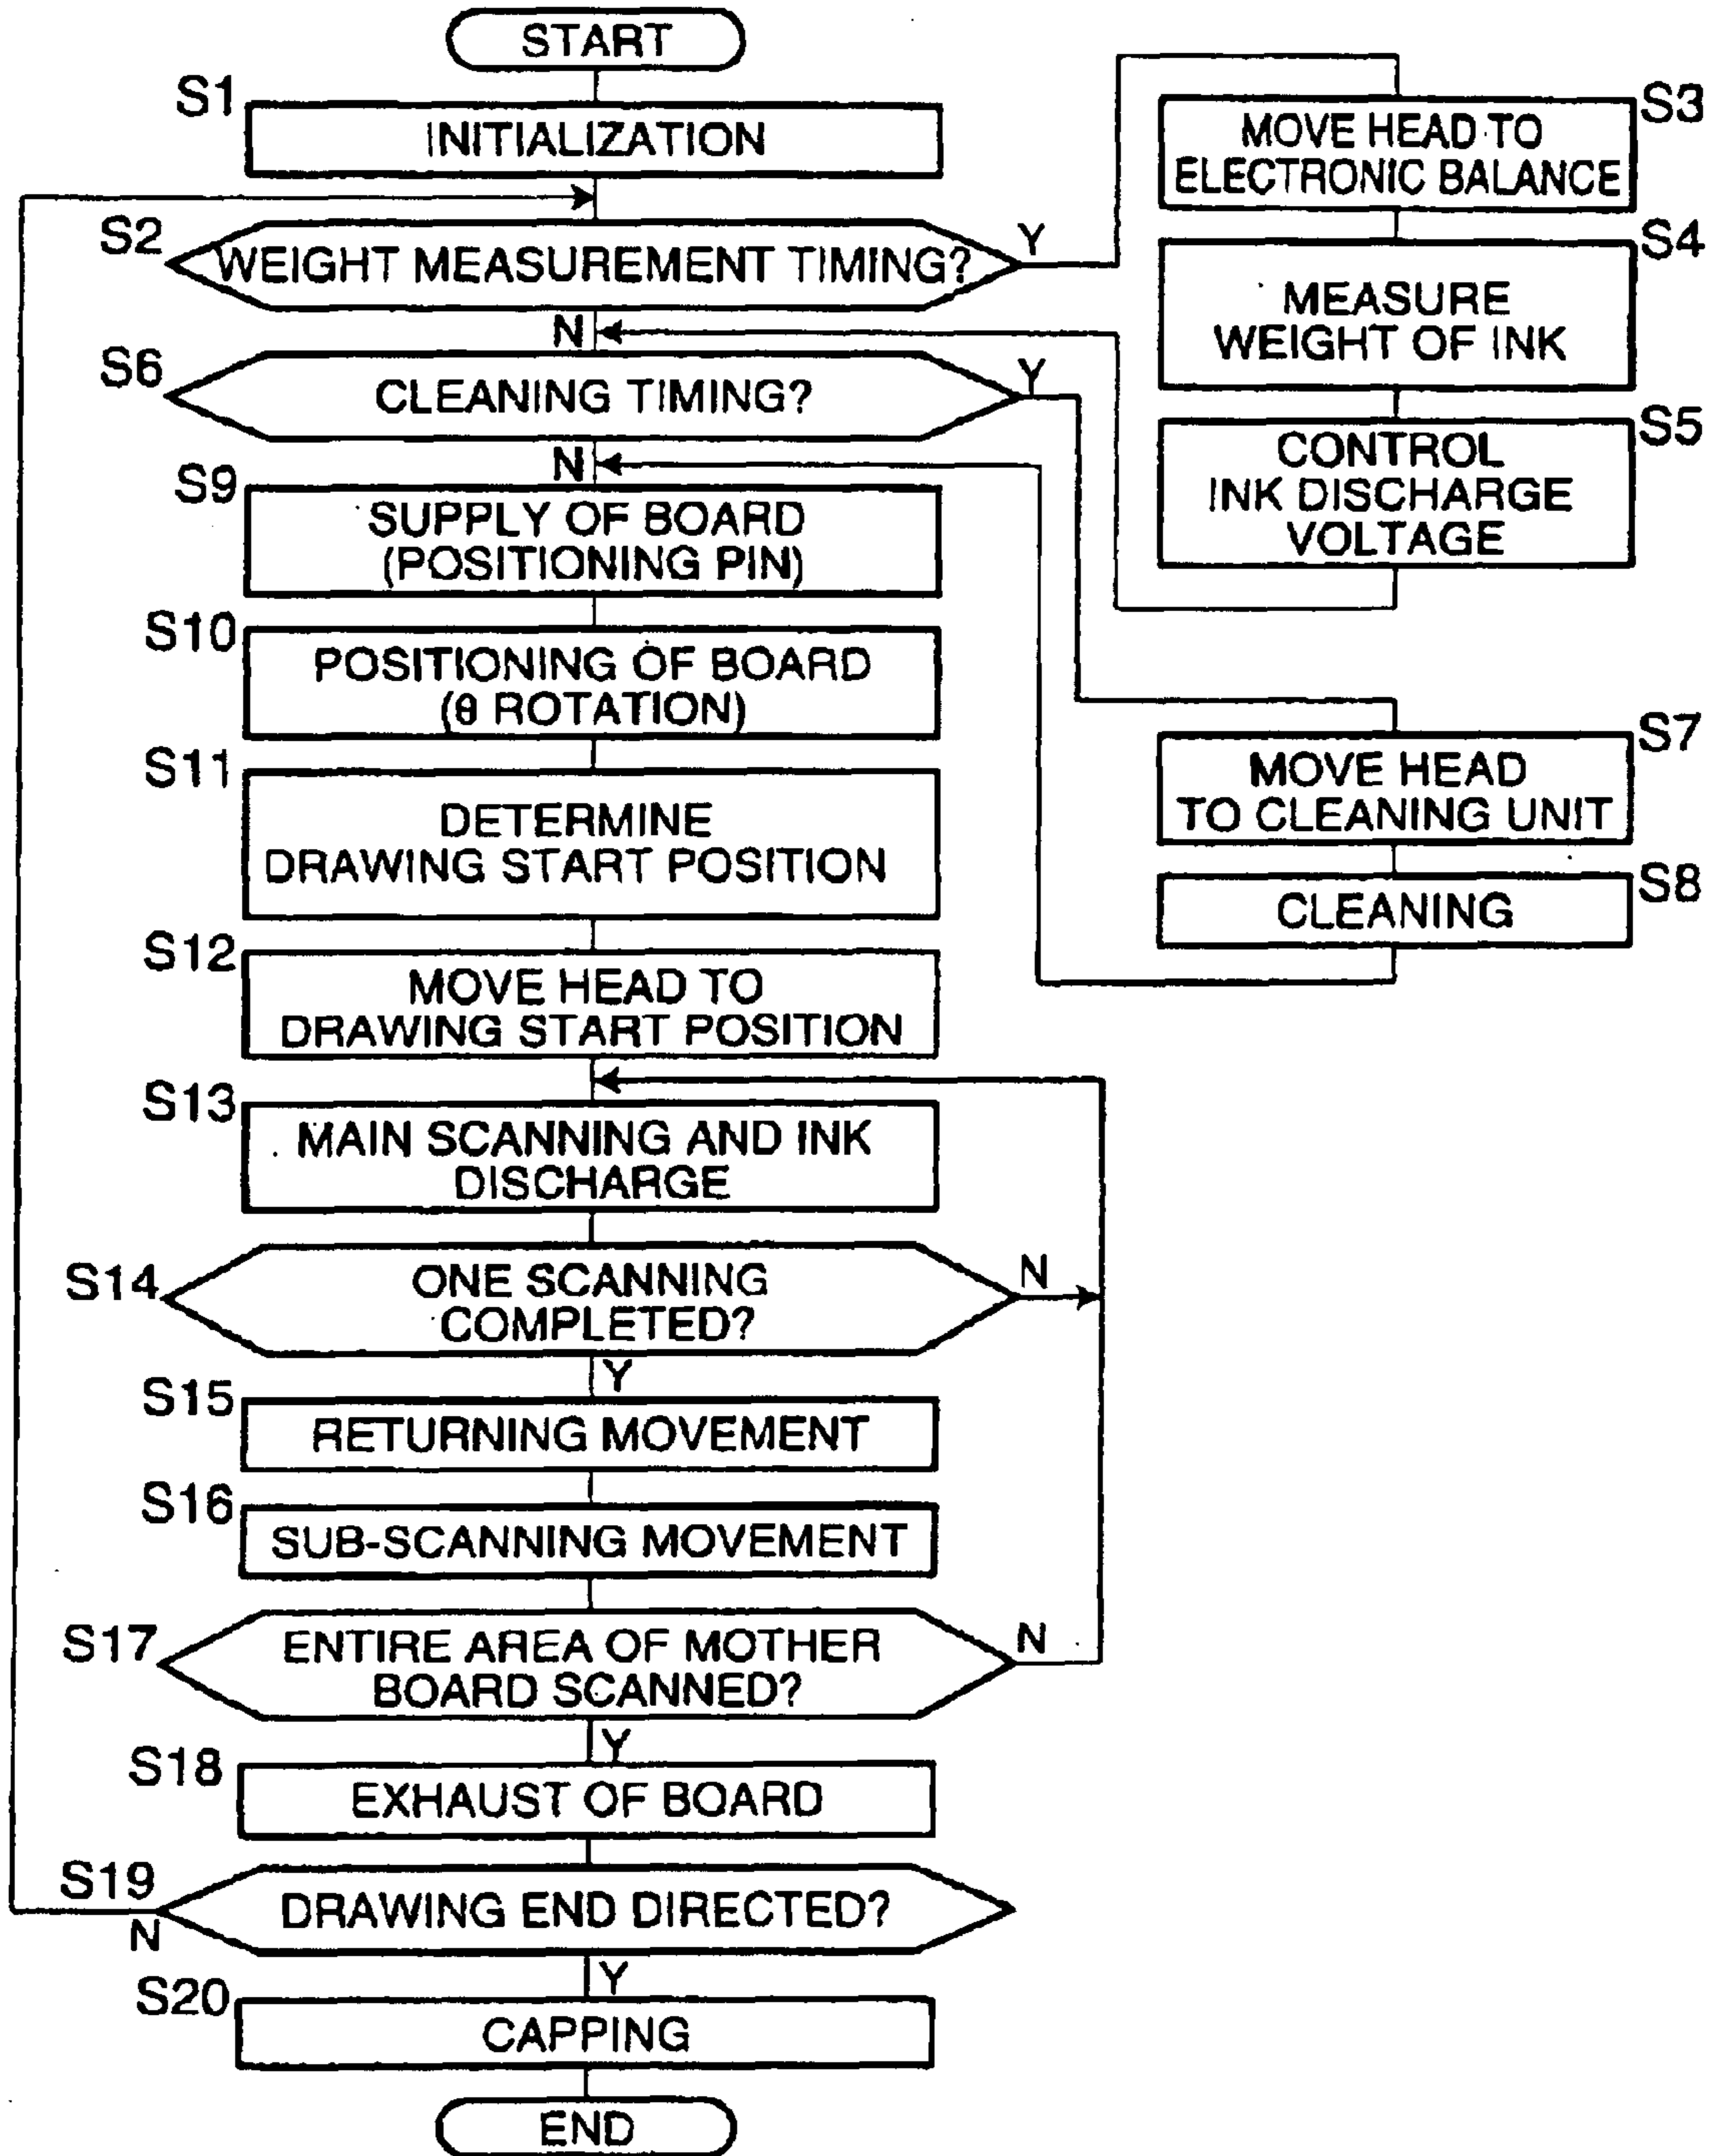 START
S1
INITIALIZATION
S2
WEIGHT MEASUREMENT TIMING?
Y
N
S3
MOVE HEAD TO
ELECTRONIC BALANCE
S4
MEASURE
WEIGHT OF INK
S5
CONTROL
INK DISCHARGE
VOLTAGE
S6
CLEANING TIMING?
Y
N
S7
MOVE HEAD
TO CLEANING UNIT
S8
CLEANING
S9
SUPPLY OF BOARD
(POSITIONING PIN)
S10
POSITIONING OF BOARD
(θ ROTATION)
S11
DETERMINE
DRAWING START POSITION
S12
MOVE HEAD TO
DRAWING START POSITION
S13
MAIN SCANNING AND INK
DISCHARGE
S14
ONE SCANNING
COMPLETED?
N
Y
S15
RETURNING MOVEMENT
S16
SUB-SCANNING MOVEMENT
S17
ENTIRE AREA OF MOTHER
BOARD SCANNED?
N
Y
S18
EXHAUST OF BOARD
S19
DRAWING END DIRECTED?
N
Y
S20
CAPPING
END